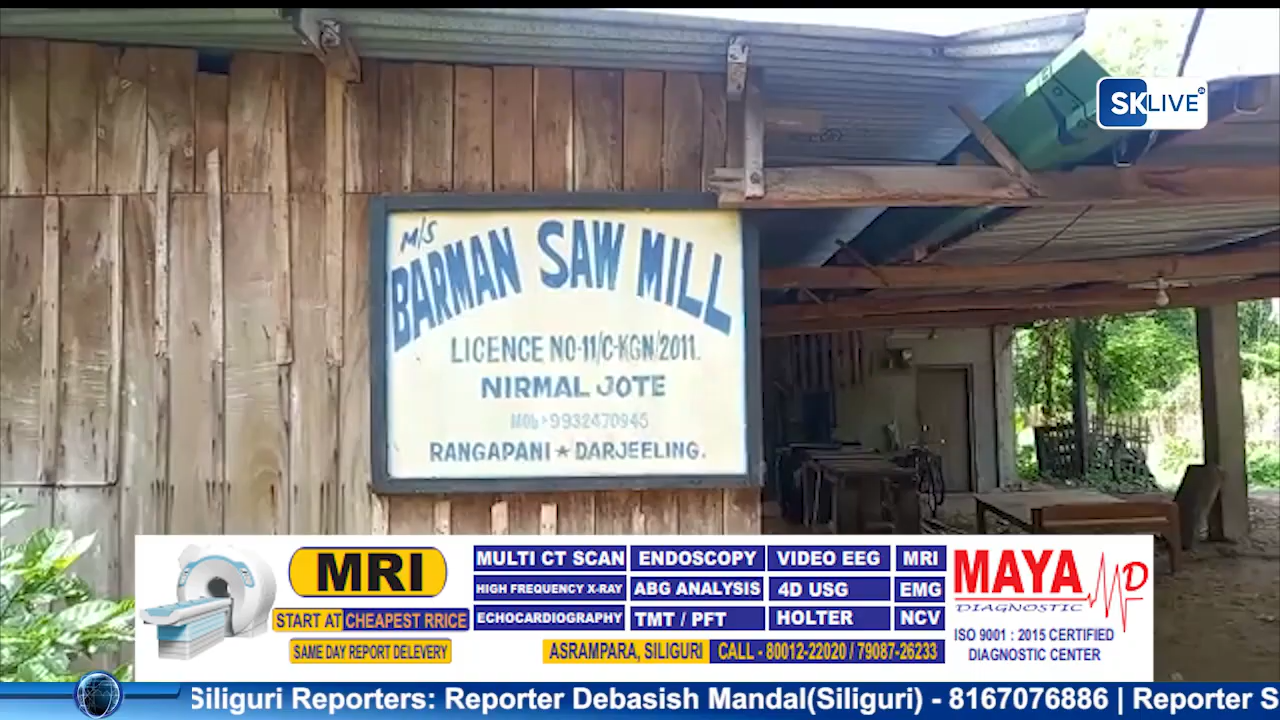 SKLIVE 24
M/S
BARMAN SAW MILL
LICENCE NO-11/C-KGN/2011.
NIRMAL JOTE
MOb:-9932470945
RANGAPANI ★ DARJEELING.
MRI
START AT CHEAPEST RRICE
SAME DAY REPORT DELEVERY
MULTI CT SCAN ENDOSCOPY VIDEO EEG MRI
HIGH FREQUENCY X-RAY ABG ANALYSIS 4D USG EMG
ECHOCARDIOGRAPHY TMT / PFT HOLTER NCV
ASRAMPARA, SILIGURI CALL - 80012-22020 / 79087-26233
MAYA MD
DIAGNOSTIC
ISO 9001 : 2015 CERTIFIED
DIAGNOSTIC CENTER
Siliguri Reporters: Reporter Debasish Mandal(Siliguri) - 8167076886 | Reporter S